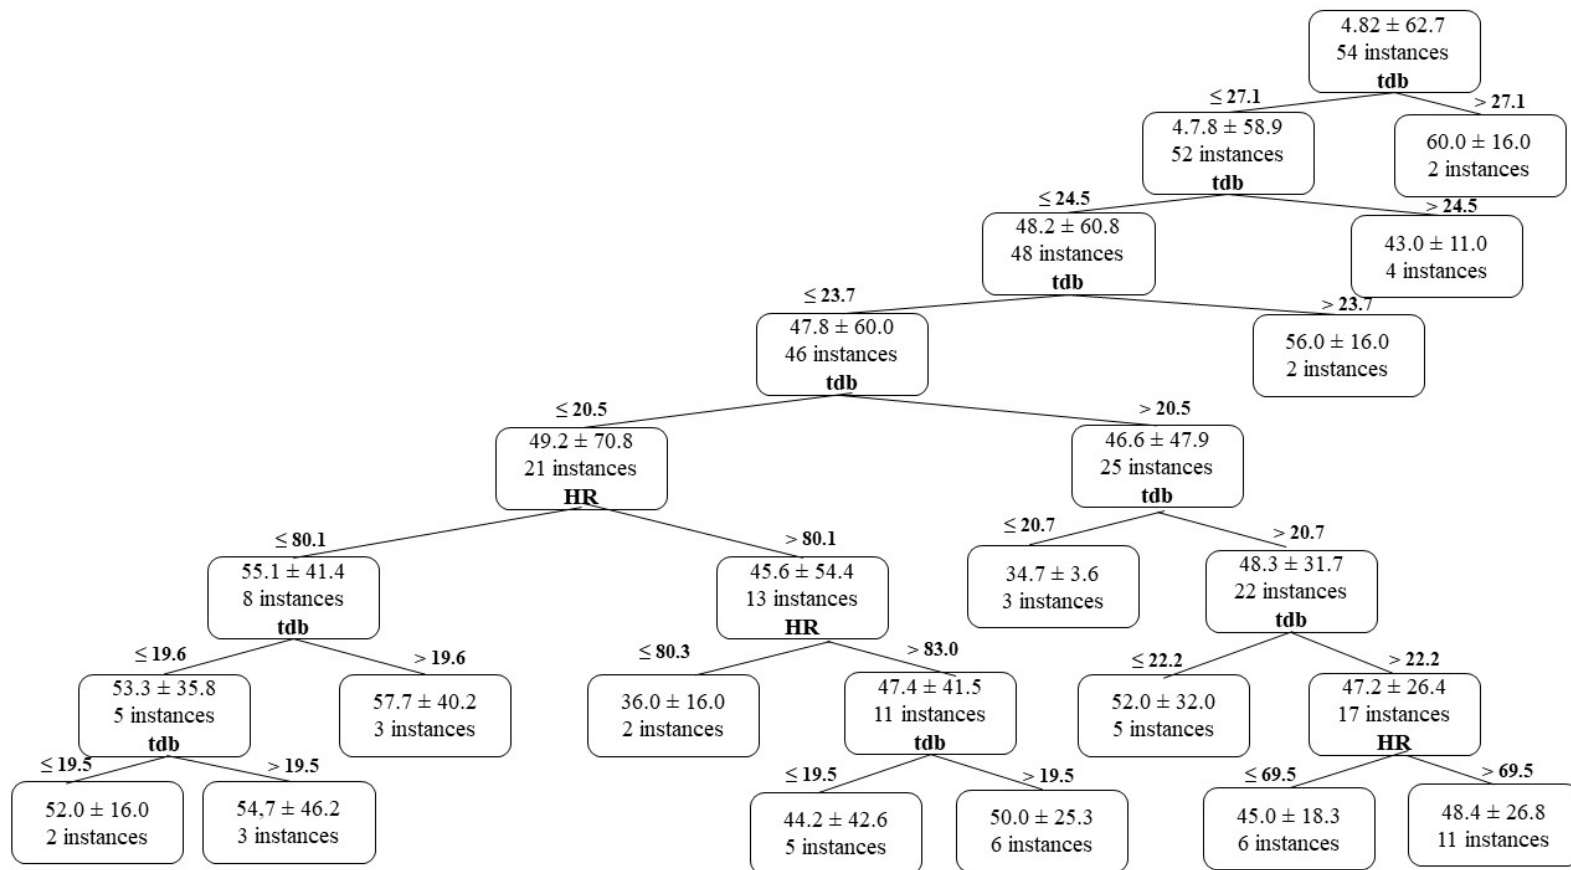 4.82 ± 62.7
54 instances
tdb
≤ 27.1
> 27.1
4.7.8 ± 58.9
52 instances
tdb
60.0 ± 16.0
2 instances
≤ 24.5
> 24.5
48.2 ± 60.8
48 instances
tdb
43.0 ± 11.0
4 instances
≤ 23.7
> 23.7
47.8 ± 60.0
46 instances
tdb
56.0 ± 16.0
2 instances
≤ 20.5
> 20.5
49.2 ± 70.8
21 instances
HR
46.6 ± 47.9
25 instances
tdb
≤ 80.1
> 80.1
≤ 20.7
> 20.7
55.1 ± 41.4
8 instances
tdb
45.6 ± 54.4
13 instances
HR
34.7 ± 3.6
3 instances
48.3 ± 31.7
22 instances
tdb
≤ 19.6
> 19.6
≤ 80.3
> 83.0
≤ 22.2
> 22.2
53.3 ± 35.8
5 instances
tdb
57.7 ± 40.2
3 instances
36.0 ± 16.0
2 instances
47.4 ± 41.5
11 instances
tdb
52.0 ± 32.0
5 instances
47.2 ± 26.4
17 instances
HR
≤ 19.5
> 19.5
≤ 19.5
> 19.5
≤ 69.5
> 69.5
52.0 ± 16.0
2 instances
54,7 ± 46.2
3 instances
44.2 ± 42.6
5 instances
50.0 ± 25.3
6 instances
45.0 ± 18.3
6 instances
48.4 ± 26.8
11 instances